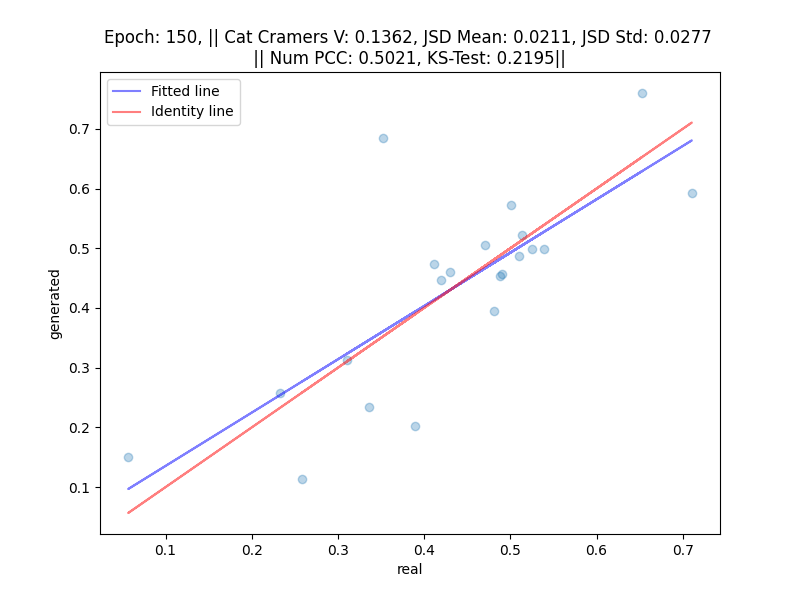 Epoch: 150, || Cat Cramers V: 0.1362, JSD Mean: 0.0211, JSD Std: 0.0277
|| Num PCC: 0.5021, KS-Test: 0.2195||
Fitted line
Identity line
0.7
0.6
0.5
0.4
0.3
0.2
0.1
generated
0.1
0.2
0.3
0.4
0.5
0.6
0.7
real